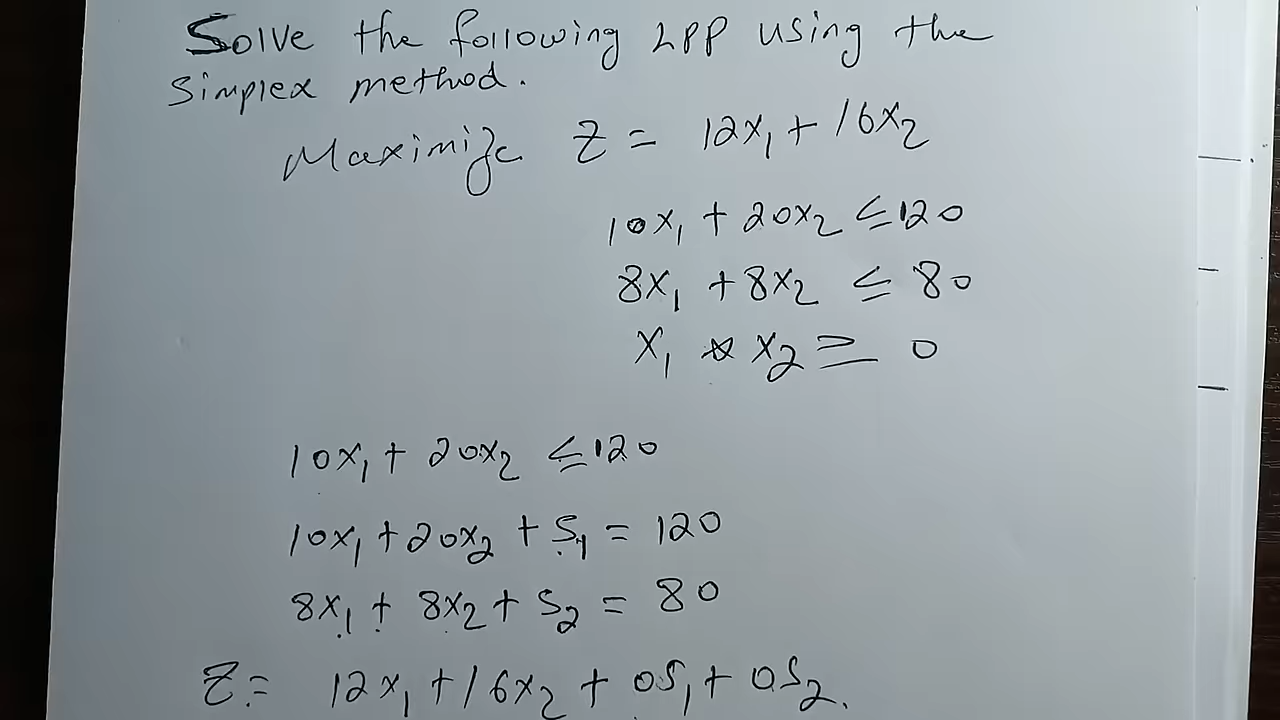 Solve the following LPP using the
simplex method.
Maximize Z = 12x₁ + 16x₂
10x₁ + 20x₂ ≤ 120
8x₁ + 8x₂ ≤ 80
x₁ & x₂ ≥ 0
10x₁ + 20x₂ ≤ 120
10x₁ + 20x₂ + S₁ = 120
8x₁ + 8x₂ + S₂ = 80
Z = 12x₁ + 16x₂ + 0S₁ + 0S₂.